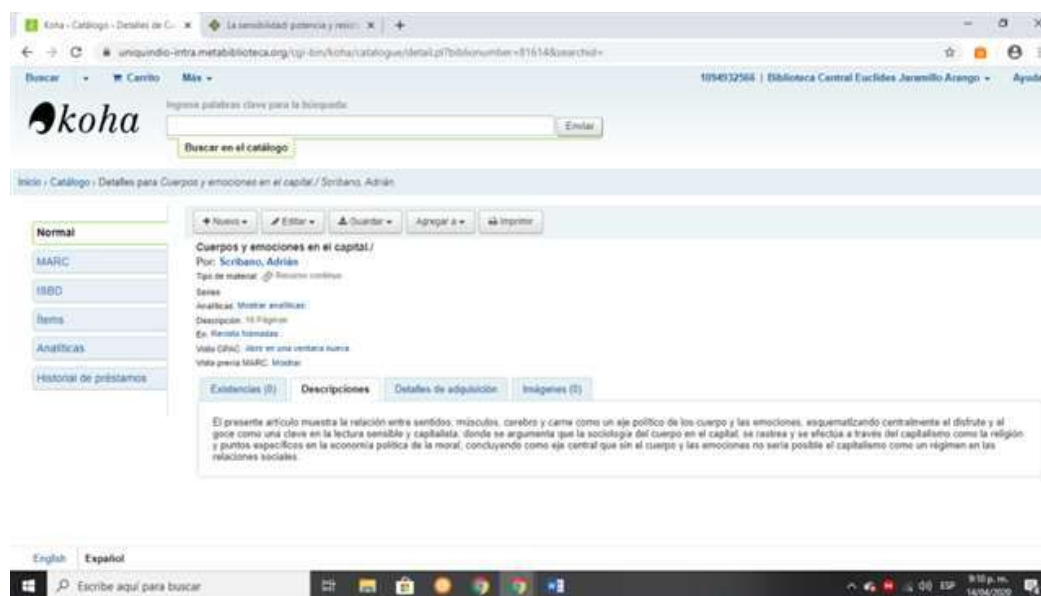 Koha › Catálogo › Detalles de C
La sensibilidad potencia y
uniquindio-intra.metabiblioteca.org/cgi-bin/koha/catalogue/detail.pl?biblionumber=81614&searchid=
Buscar Carrito Más
1094932566 | Biblioteca Central Euclides Jaramillo Arango Ayuda
koha
Ingrese palabras clave para la búsqueda:
Enviar
Buscar en el catálogo
Inicio › Catálogo › Detalles para Cuerpos y emociones en el capital./ Scribano, Adrián
Normal
MARC
ISBD
Ítems
Analíticas
Historial de préstamos
Nuevo Editar Guardar Agregar a Imprimir
Cuerpos y emociones en el capital./
Por: Scribano, Adrián
Tipo de material: Recurso continuo
Series
Analíticas: Mostrar analíticas:
Descripción: 16 Páginas
En: Revista Nómadas
Vista OPAC: Abrir en una ventana nueva
Vista previa MARC: Mostrar
Existencias (0) Descripciones Detalles de adquisición Imágenes (0)
El presente artículo muestra la relación entre sentidos, músculos, cerebro y carne como un eje político de los cuerpo y las emociones, esquematizando centralmente el disfrute y el
goce como una clave en la lectura sensible y capitalista, donde se argumenta que la sociología del cuerpo en el capital, se rastrea y se efectúa a través del capitalismo como la religión
y puntos específicos en la economía política de la moral, concluyendo como eje central que sin el cuerpo y las emociones no sería posible el capitalismo como un régimen en las
relaciones sociales.
English Español
Escribe aquí para buscar
ESP
9:10 p. m.
14/04/2020